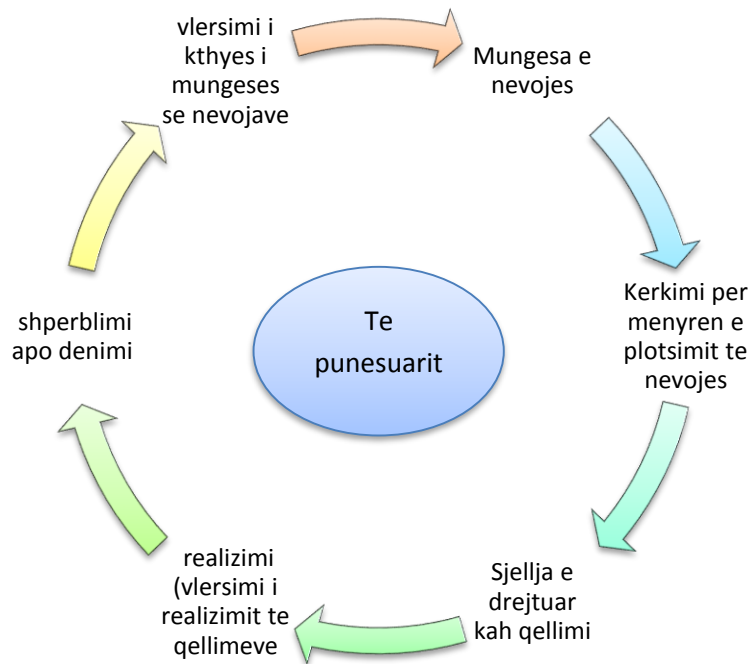 vlersimi i
kthyes i
mungeses
se nevojave
Mungesa e
nevojes
Kerkimi per
menyren e
plotsimit te
nevojes
Sjellja e
drejtuar
kah qellimi
realizimi
(vlersimi i
realizimit te
qellimeve
shperblimi
apo denimi
Te
punesuarit